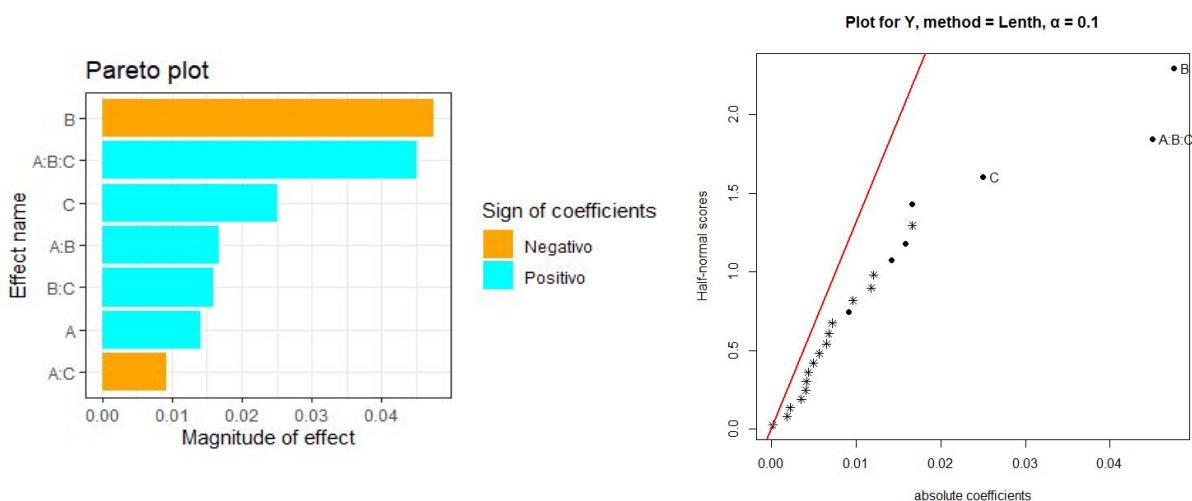 Pareto plot
Effect name
B
A:B:C
C
A:B
B:C
A
A:C
0.00 0.01 0.02 0.03 0.04
Magnitude of effect
Sign of coefficients
Negativo
Positivo
Plot for Y, method = Lenth, α = 0.1
Half-normal scores
2.0
1.5
1.0
0.5
0.0
B
A:B:C
C
0.00 0.01 0.02 0.03 0.04
absolute coefficients